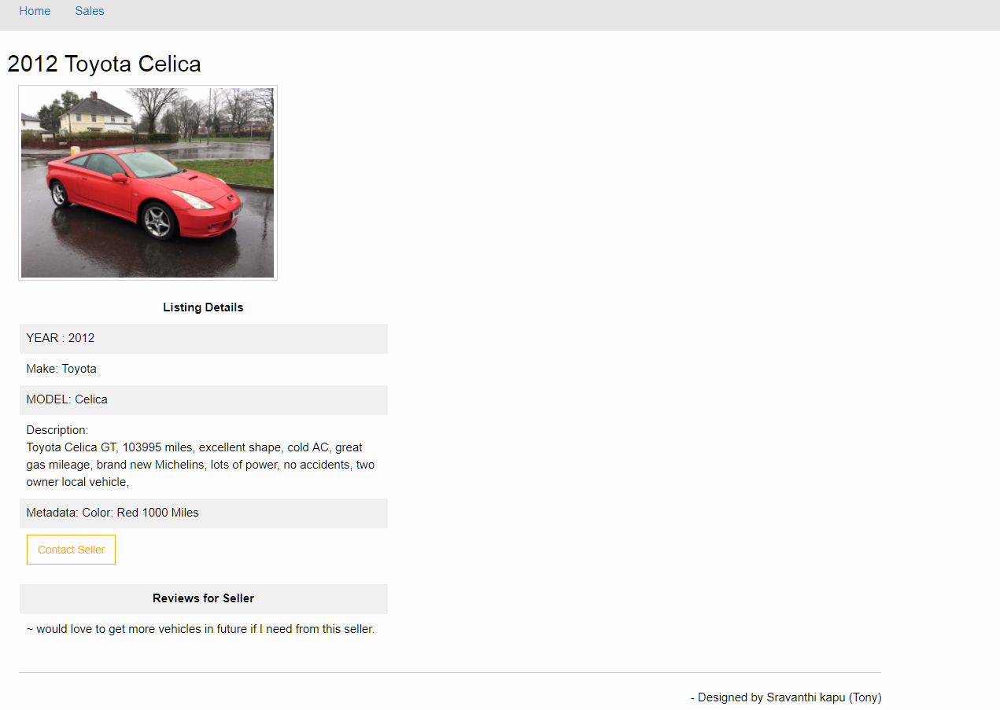 Home Sales
2012 Toyota Celica
Listing Details
YEAR : 2012
Make: Toyota
MODEL: Celica
Description:
Toyota Celica GT, 103995 miles, excellent shape, cold AC, great
gas mileage, brand new Michelins, lots of power, no accidents, two
owner local vehicle,
Metadata: Color: Red 1000 Miles
Contact Seller
Reviews for Seller
~ would love to get more vehicles in future if I need from this seller.
- Designed by Sravanthi kapu (Tony)